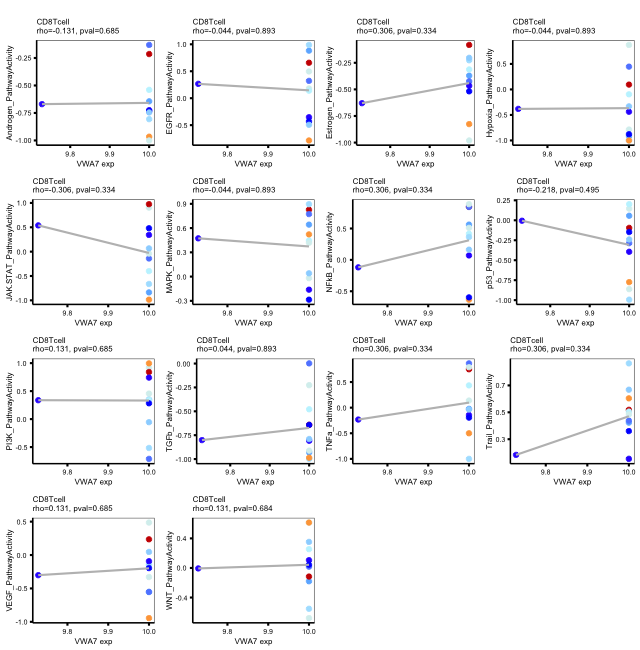 CD8Tcell
rho=-0.131, pval=0.685
Androgen_PathwayActivity
-0.25
-0.50
-0.75
-1.00
9.8
9.9
10.0
VWA7 exp
CD8Tcell
rho=-0.044, pval=0.893
EGFR_PathwayActivity
1.0
0.5
0.0
-0.5
9.8
9.9
10.0
VWA7 exp
CD8Tcell
rho=0.306, pval=0.334
Estrogen_PathwayActivity
-0.25
-0.50
-0.75
-1.00
9.8
9.9
10.0
VWA7 exp
CD8Tcell
rho=-0.044, pval=0.893
Hypoxia_PathwayActivity
0.5
0.0
-0.5
-1.0
9.8
9.9
10.0
VWA7 exp
CD8Tcell
rho=-0.306, pval=0.334
JAK-STAT_PathwayActivity
1.0
0.5
0.0
-0.5
-1.0
9.8
9.9
10.0
VWA7 exp
CD8Tcell
rho=-0.044, pval=0.893
MAPK_PathwayActivity
0.9
0.6
0.3
0.0
-0.3
9.8
9.9
10.0
VWA7 exp
CD8Tcell
rho=0.306, pval=0.334
NFkB_PathwayActivity
0.5
0.0
-0.5
9.8
9.9
10.0
VWA7 exp
CD8Tcell
rho=-0.218, pval=0.495
p53_PathwayActivity
0.25
0.00
-0.25
-0.50
-0.75
-1.00
9.8
9.9
10.0
VWA7 exp
CD8Tcell
rho=0.131, pval=0.685
PI3K_PathwayActivity
1.0
0.5
0.0
-0.5
9.8
9.9
10.0
VWA7 exp
CD8Tcell
rho=0.044, pval=0.893
TGFb_PathwayActivity
0.00
-0.25
-0.50
-0.75
-1.00
9.8
9.9
10.0
VWA7 exp
CD8Tcell
rho=0.306, pval=0.334
TNFa_PathwayActivity
0.5
0.0
-0.5
-1.0
9.8
9.9
10.0
VWA7 exp
CD8Tcell
rho=0.306, pval=0.334
Trail_PathwayActivity
0.7
0.5
0.3
9.8
9.9
10.0
VWA7 exp
CD8Tcell
rho=0.131, pval=0.685
VEGF_PathwayActivity
0.5
0.0
-0.5
-1.0
9.8
9.9
10.0
VWA7 exp
CD8Tcell
rho=0.131, pval=0.684
WNT_PathwayActivity
0.4
0.0
-0.4
9.8
9.9
10.0
VWA7 exp